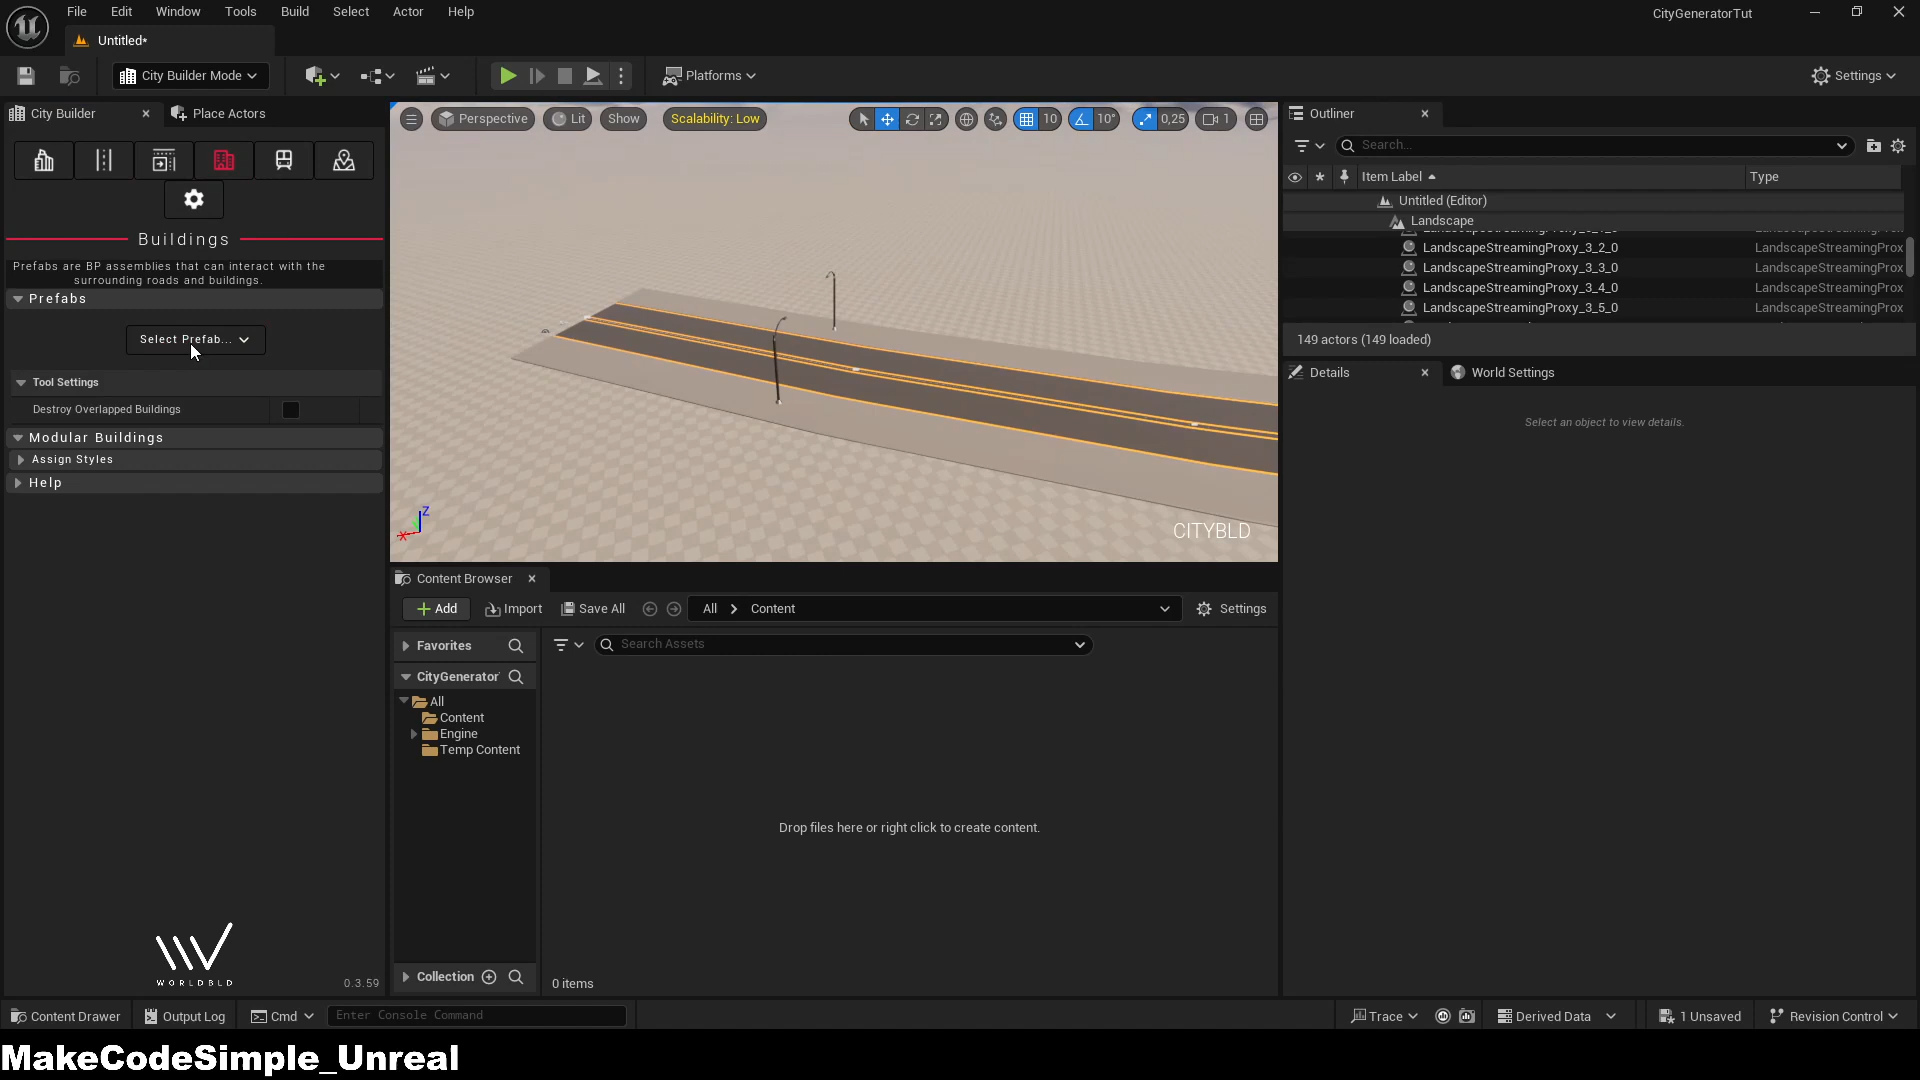 File Edit Window Tools Build Select Actor Help
CityGeneratorTut
Untitled*
City Builder Mode
Platforms
Settings
City Builder
Place Actors
Buildings
Prefabs are BP assemblies that can interact with the
surrounding roads and buildings.
Prefabs
Select Prefab...
Tool Settings
Destroy Overlapped Buildings
Modular Buildings
Assign Styles
Help
WORLDBLD
0.3.59
Perspective Lit Show Scalability: Low 10 10° 0,25 1
Z
X
CITYBLD
Content Browser
Add Import Save All All Content Settings
Favorites
Search Assets
CityGenerator
All
Content
Engine
Temp Content
Drop files here or right click to create content.
Collection
0 items
Outliner
Search...
Item Label Type
Untitled (Editor)
Landscape
LandscapeStreamingProxy_3_2_0 LandscapeStreamingProx
LandscapeStreamingProxy_3_3_0 LandscapeStreamingProx
LandscapeStreamingProxy_3_4_0 LandscapeStreamingProx
LandscapeStreamingProxy_3_5_0 LandscapeStreamingProx
149 actors (149 loaded)
Details
World Settings
Select an object to view details.
Content Drawer Output Log Cmd Enter Console Command Trace Derived Data 1 Unsaved Revision Control
MakeCodeSimple_Unreal